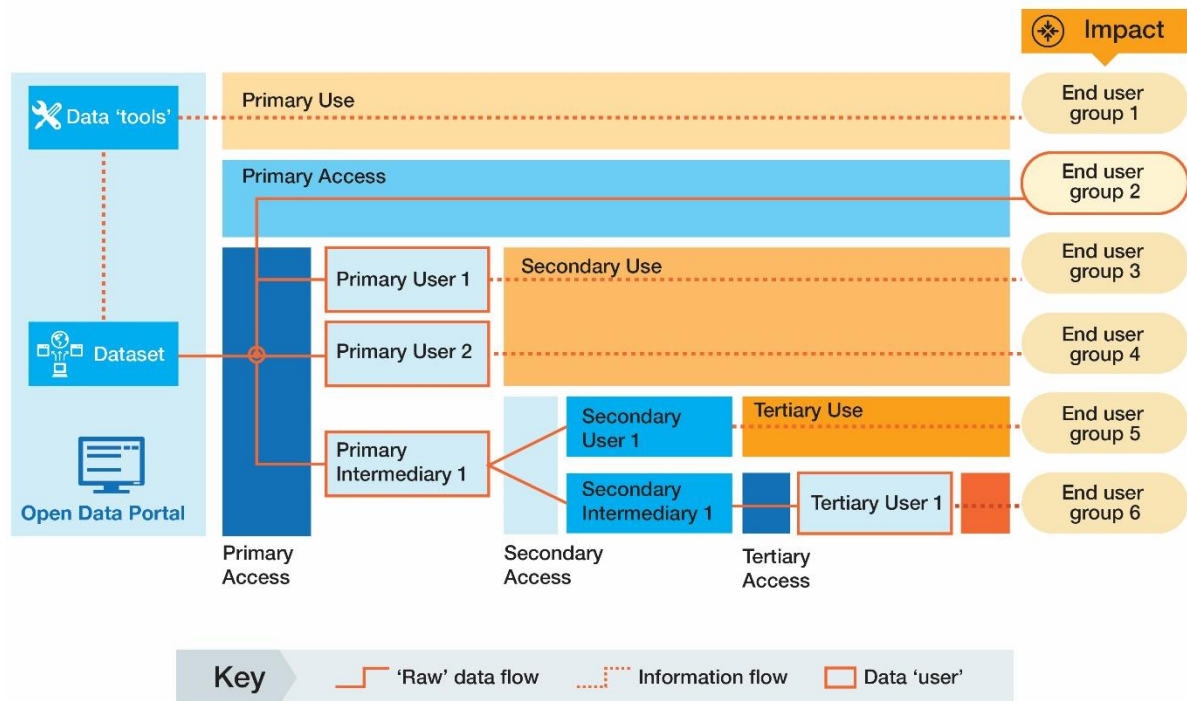 Impact
Primary Use
Data ‘tools’
End user
group 1
Primary Access
End user
group 2
Primary User 1
Secondary Use
End user
group 3
Dataset
Primary User 2
End user
group 4
Primary
Intermediary 1
Secondary
User 1
Tertiary Use
End user
group 5
Open Data Portal
Secondary
Intermediary 1
Tertiary User 1
End user
group 6
Primary
Access
Secondary
Access
Tertiary
Access
Key
‘Raw’ data flow
Information flow
Data ‘user’